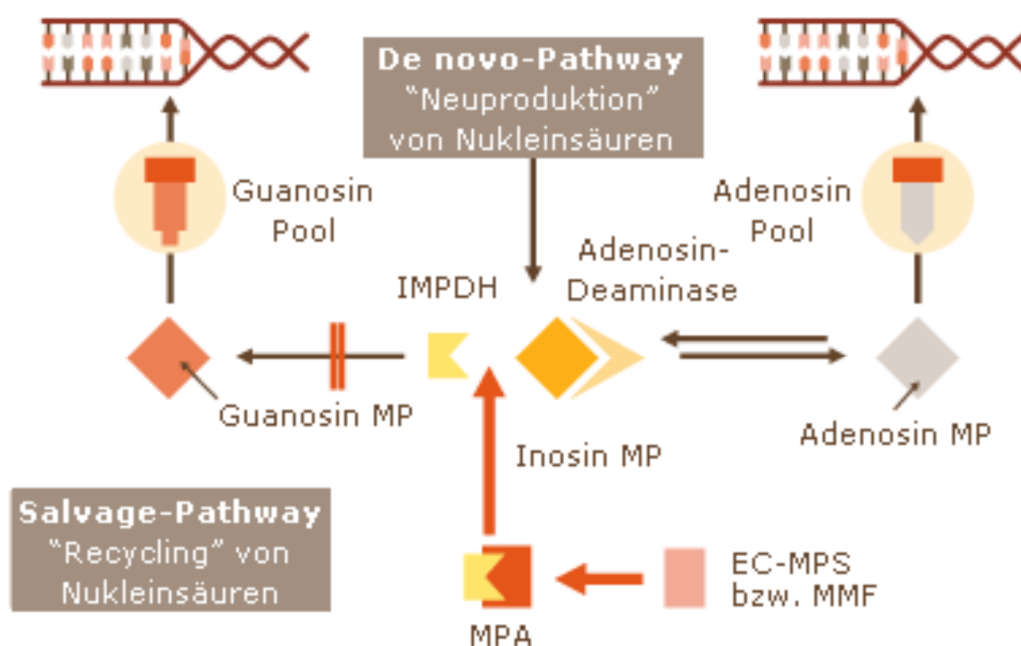 De novo-Pathway
"Neuproduktion"
von Nukleinsäuren
Guanosin
Pool
Adenosin
Pool
IMPDH
Adenosin-
Deaminase
Guanosin MP
Inosin MP
Adenosin MP
Salvage-Pathway
"Recycling" von
Nukleinsäuren
EC-MPS
bzw. MMF
MPA